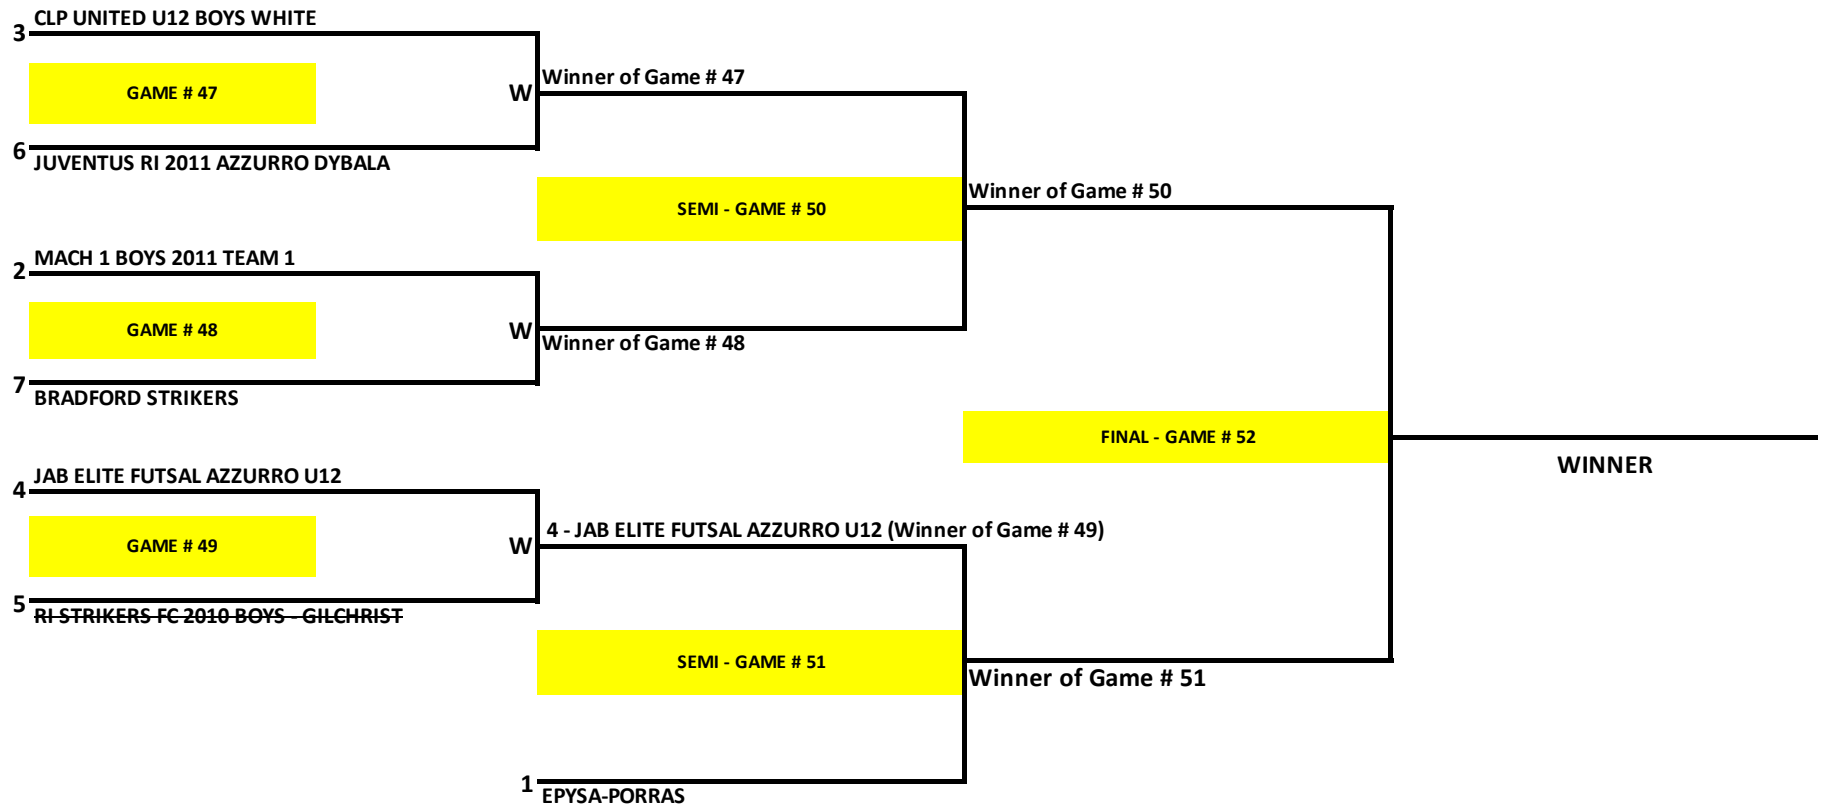 CLP UNITED U12 BOYS WHITE
3
Winner of Game # 47
GAME # 47
W
6
JUVENTUS RI 2011 AZZURRO DYBALA
Winner of Game # 50
SEMI - GAME # 50
MACH 1 BOYS 2011 TEAM 1
2
GAME # 48
W
Winner of Game # 48
7
BRADFORD STRIKERS
FINAL - GAME # 52
WINNER
JAB ELITE FUTSAL AZZURRO U12
4
4 - JAB ELITE FUTSAL AZZURRO U12 (Winner of Game # 49)
GAME # 49
W
5
RI STRIKERS FC 2010 BOYS - GILCHRIST
SEMI - GAME # 51
Winner of Game # 51
1
EPYSA-PORRAS